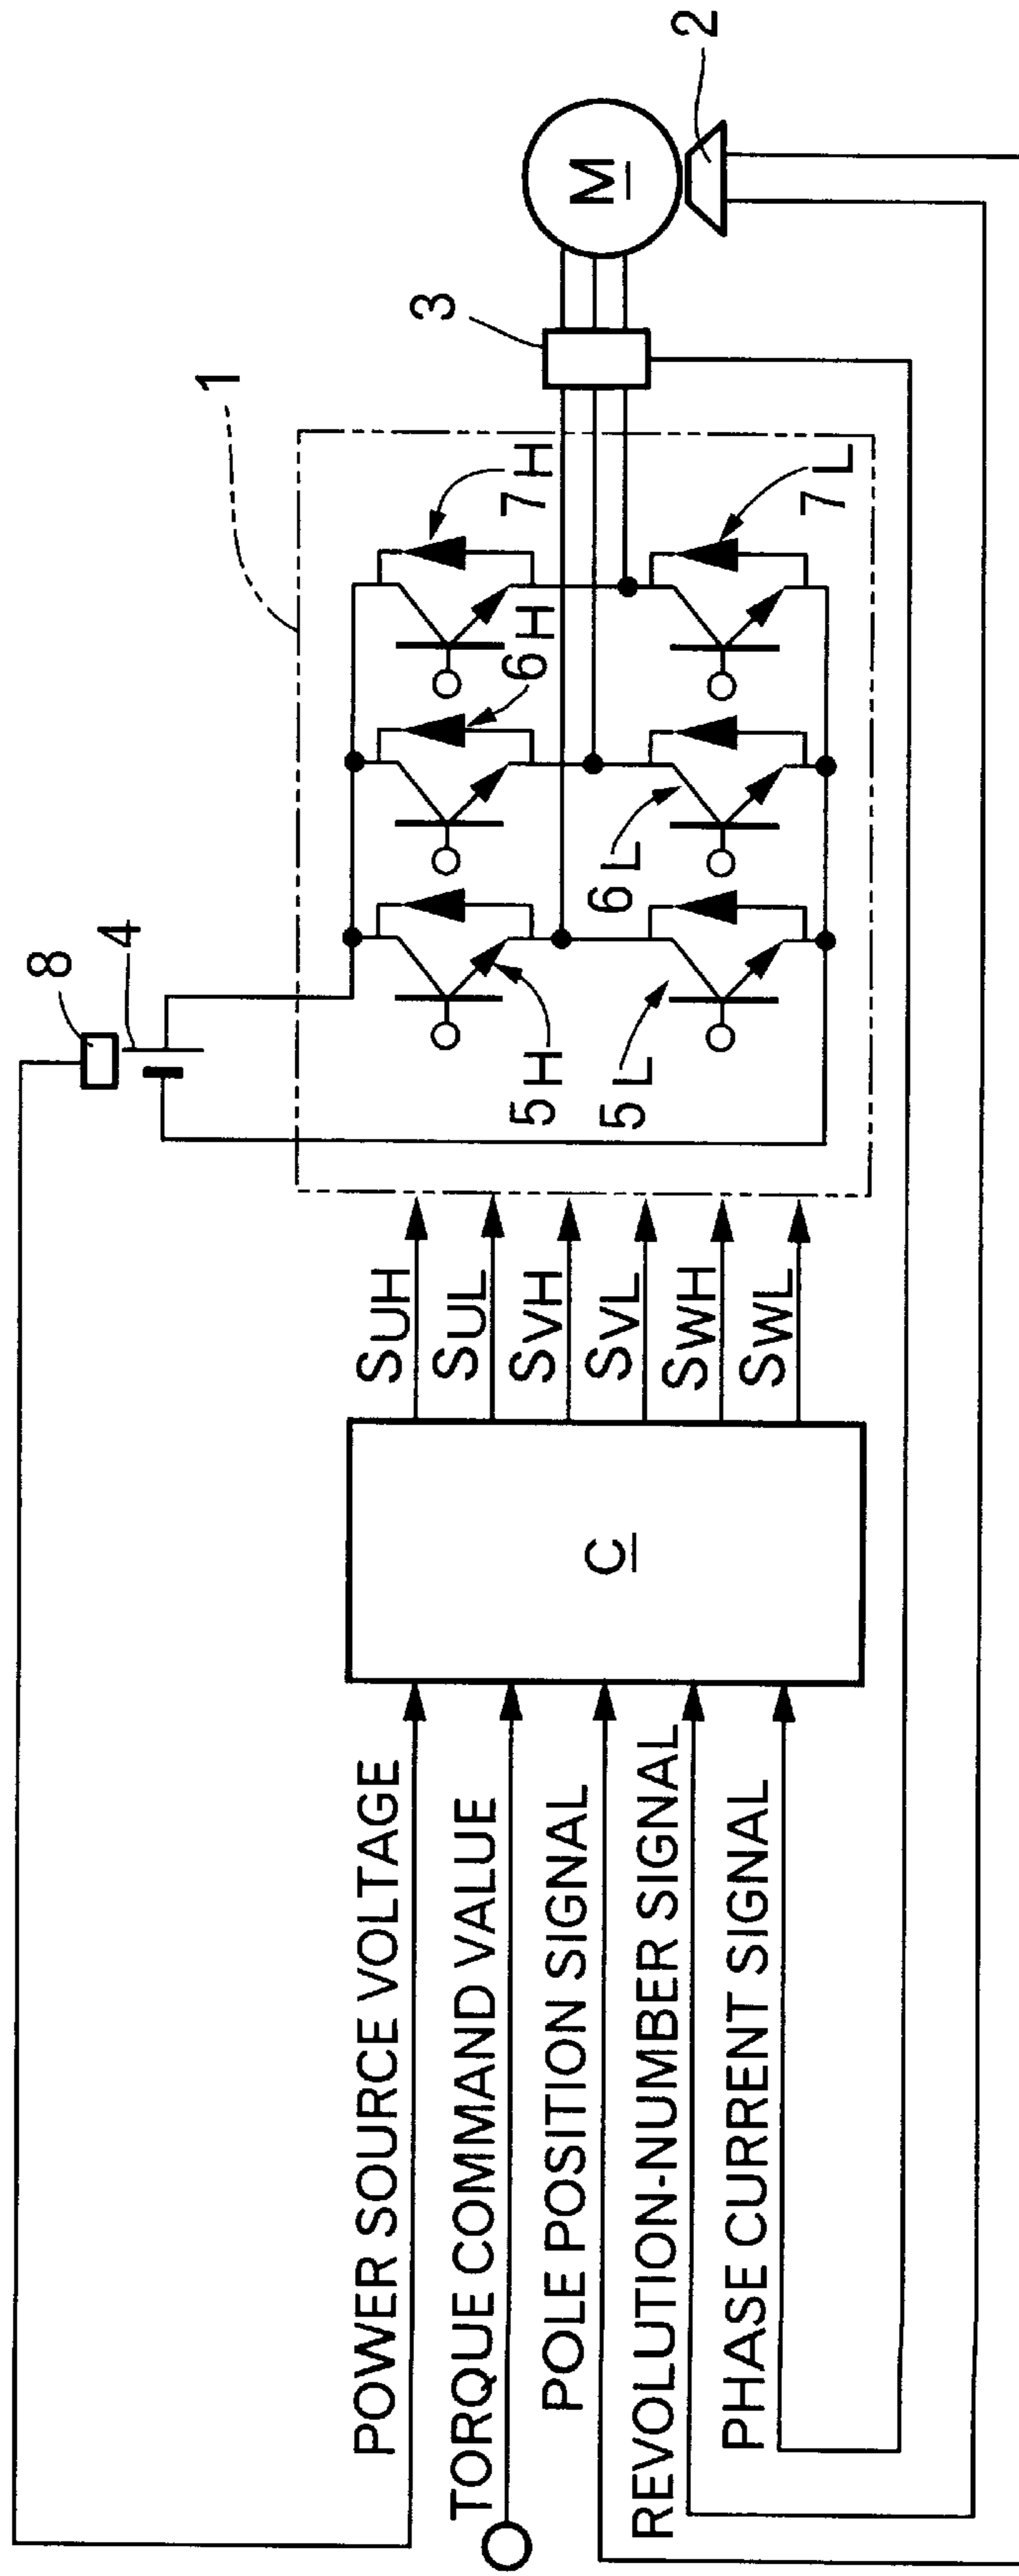 POWER SOURCE VOLTAGE
TORQUE COMMAND VALUE
POLE POSITION SIGNAL
REVOLUTION-NUMBER SIGNAL
PHASE CURRENT SIGNAL
C
SUH
SUL
SVH
SVL
SWH
SWL
8
4
1
5H
5L
6H
6L
7H
7L
3
M
2